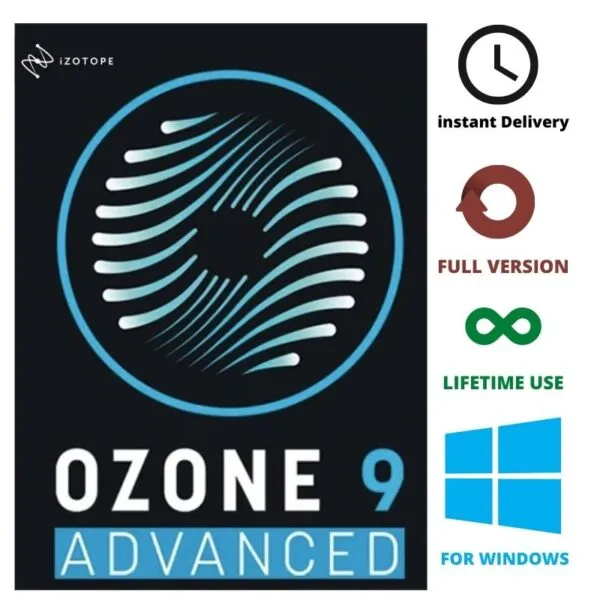 iZOTOPE
OZONE 9
ADVANCED
instant Delivery
FULL VERSION
LIFETIME USE
FOR WINDOWS